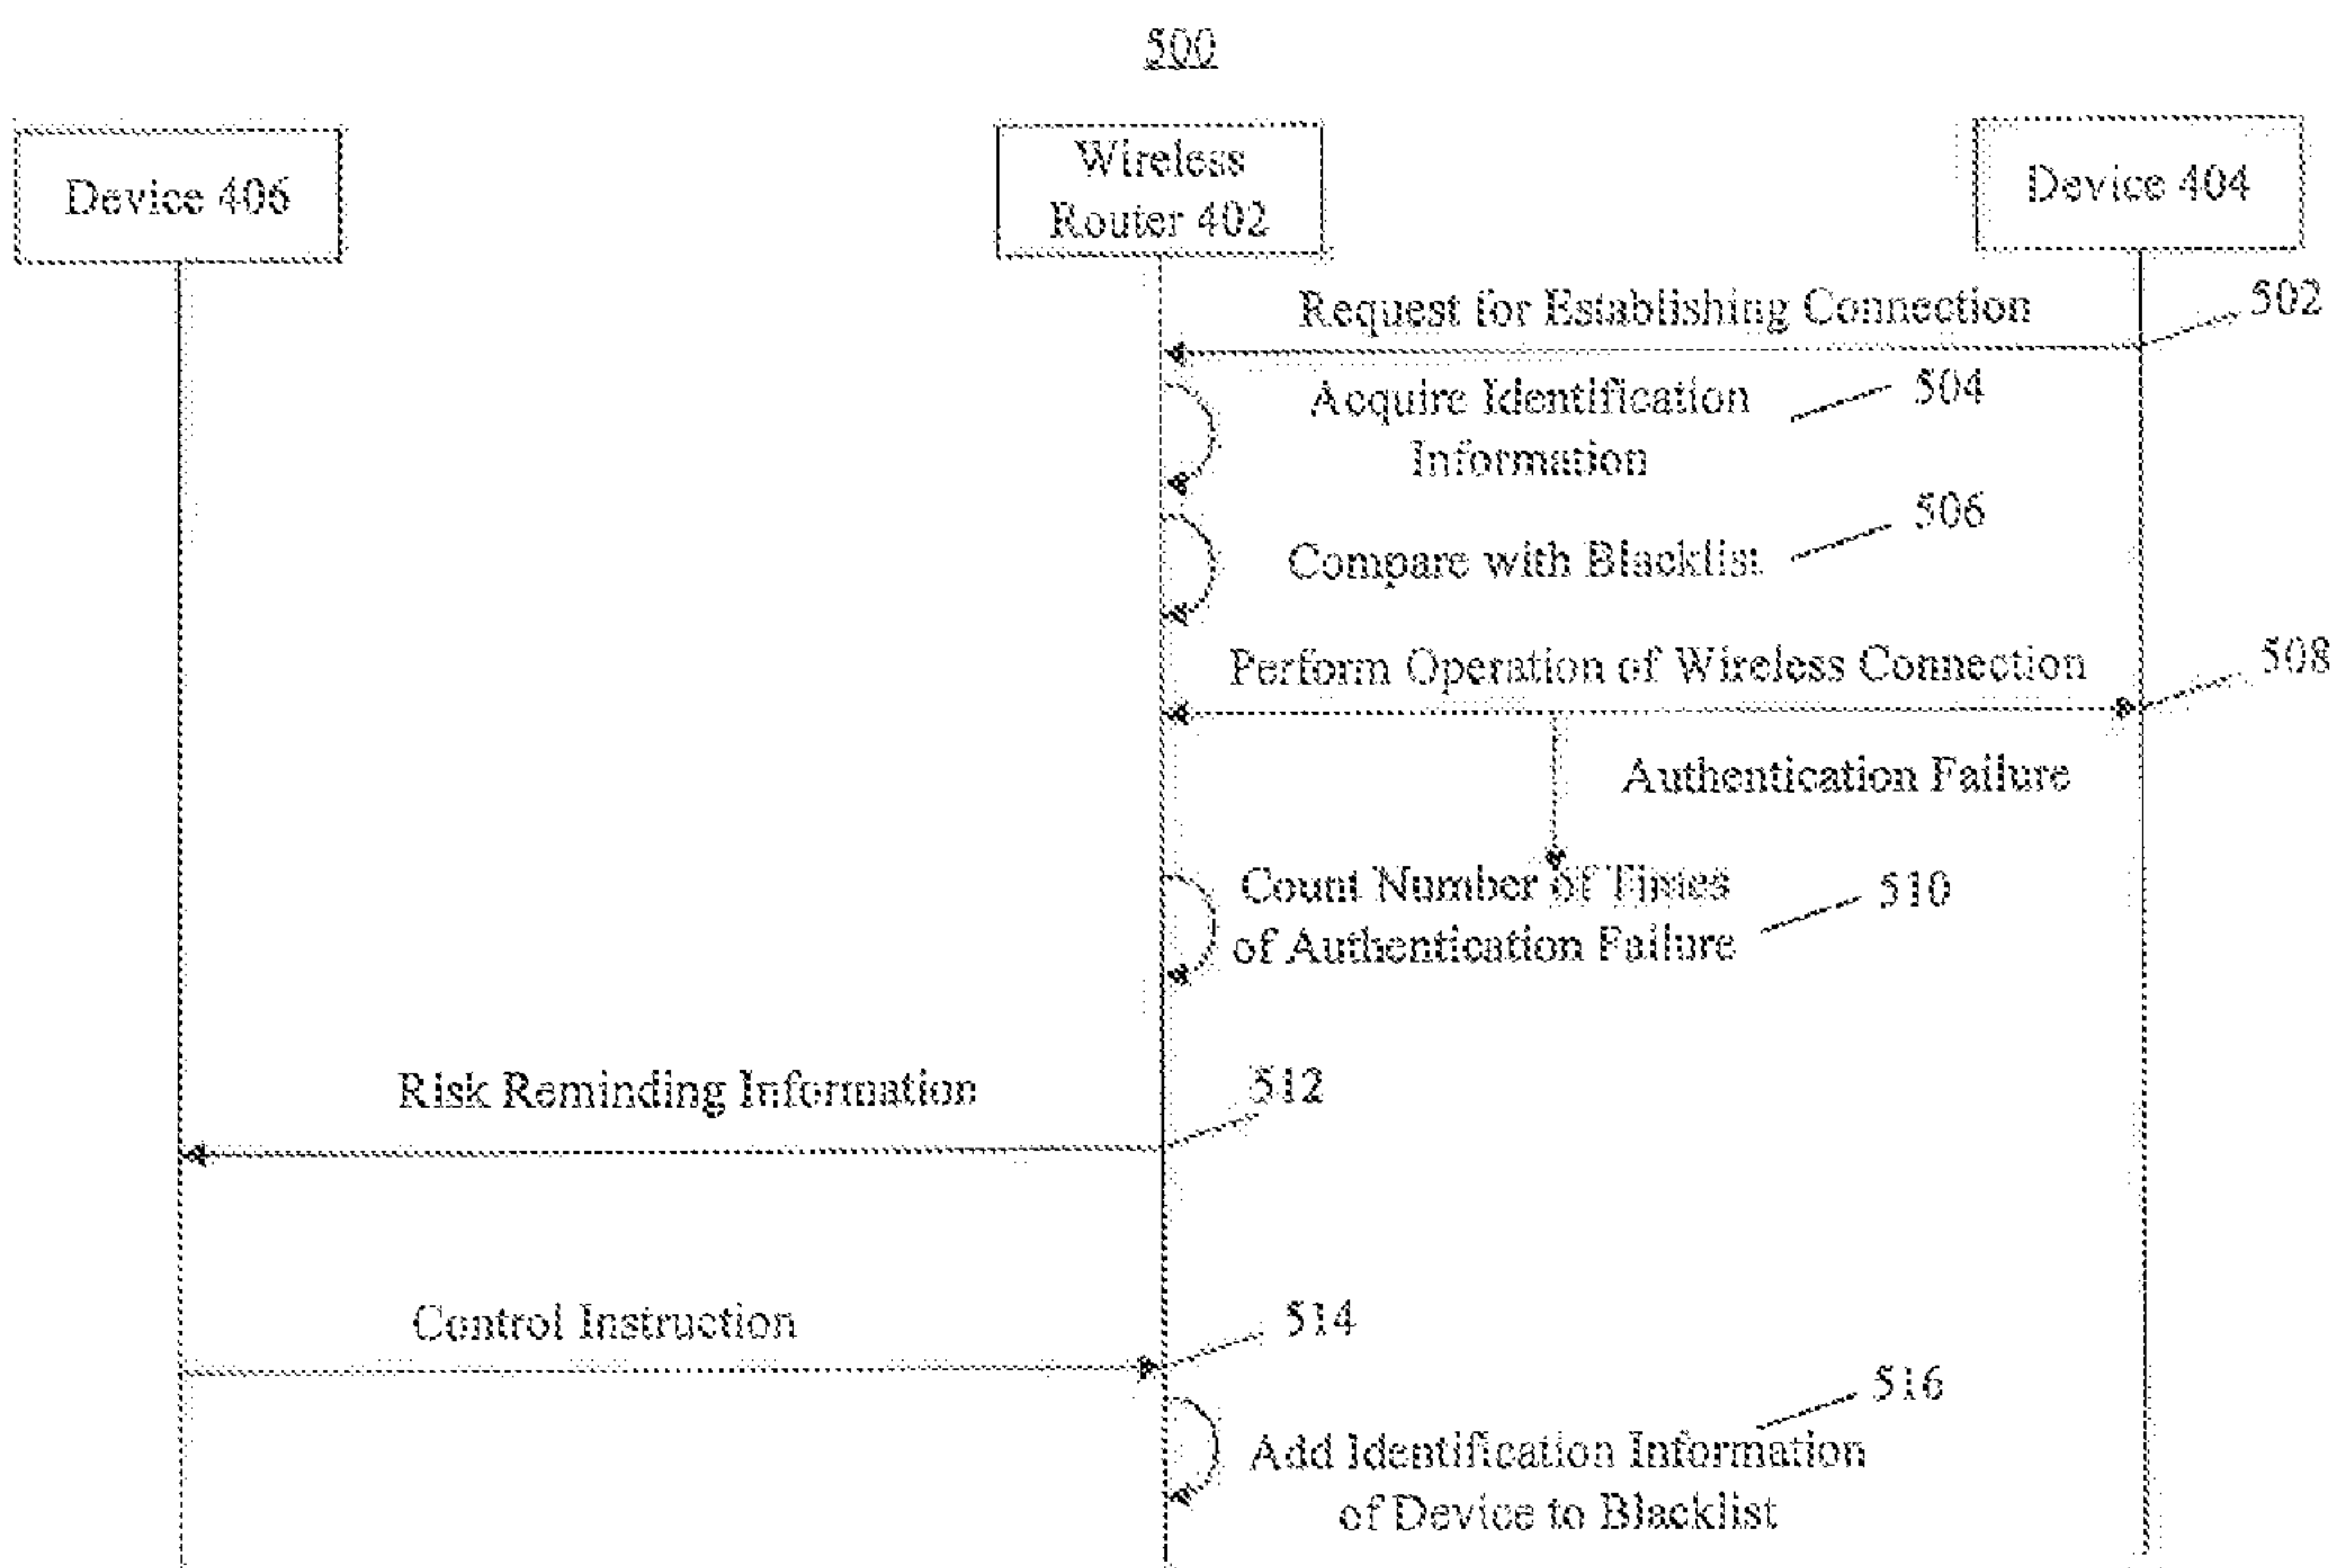 500
Device 406
Wireless
Router 402
Device 404
Request for Establishing Connection
502
Acquire Identification
Information
504
Compare with Blacklist
506
Perform Operation of Wireless Connection
508
Authentication Failure
Count Number of Times
of Authentication Failure
510
Risk Reminding Information
512
Control Instruction
514
516
Add Identification Information
of Device to Blacklist